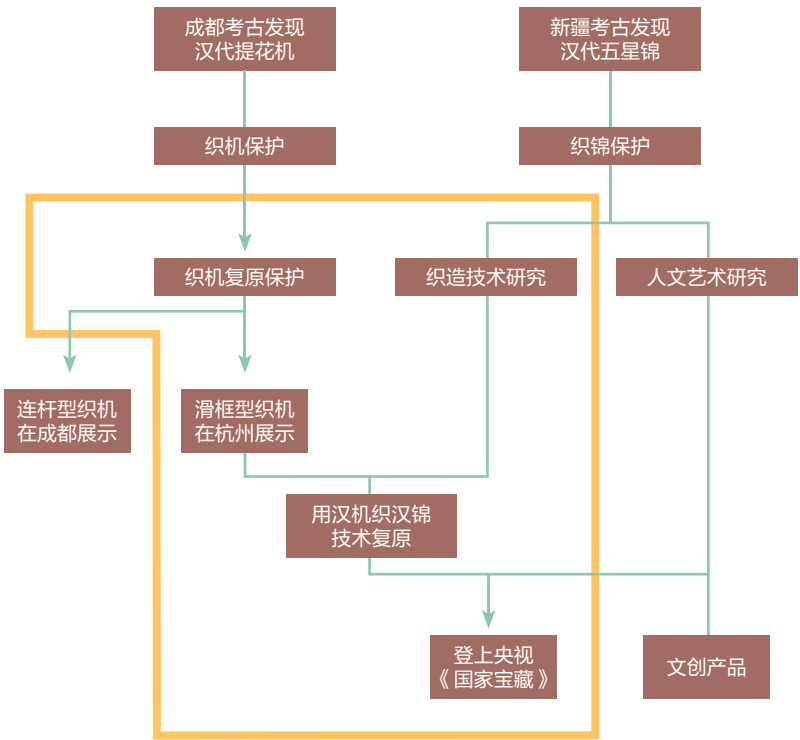 成都考古发现
汉代提花机
新疆考古发现
汉代五星锦
织机保护
织锦保护
织机复原保护
织造技术研究
人文艺术研究
连杆型织机
在成都展示
滑框型织机
在杭州展示
用汉机织汉锦
技术复原
登上央视
《国家宝藏》
文创产品